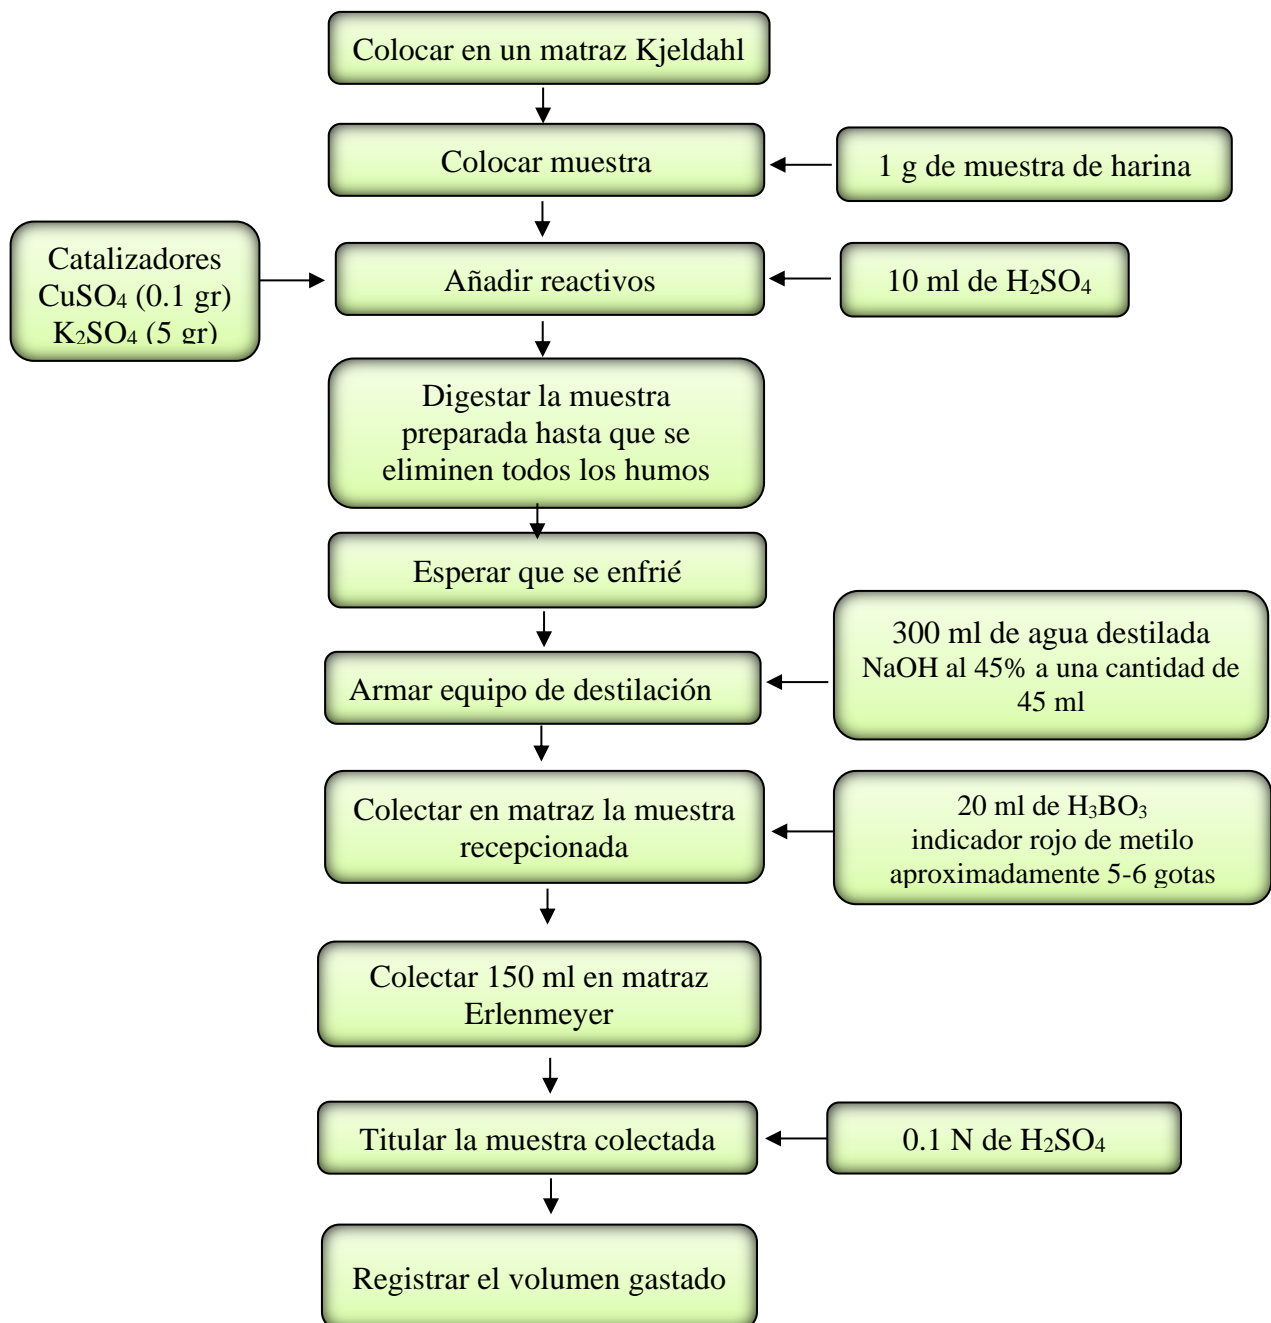 Colocar en un matraz Kjeldahl
Colocar muestra
1 g de muestra de harina
Catalizadores
CuSO₄ (0.1 gr)
K₂SO₄ (5 gr)
Añadir reactivos
10 ml de H₂SO₄
Digestar la muestra
preparada hasta que se
eliminen todos los humos
Esperar que se enfrié
Armar equipo de destilación
300 ml de agua destilada
NaOH al 45% a una cantidad de
45 ml
Colectar en matraz la muestra
recepcionada
20 ml de H₃BO₃
indicador rojo de metilo
aproximadamente 5-6 gotas
Colectar 150 ml en matraz
Erlenmeyer
Titular la muestra colectada
0.1 N de H₂SO₄
Registrar el volumen gastado